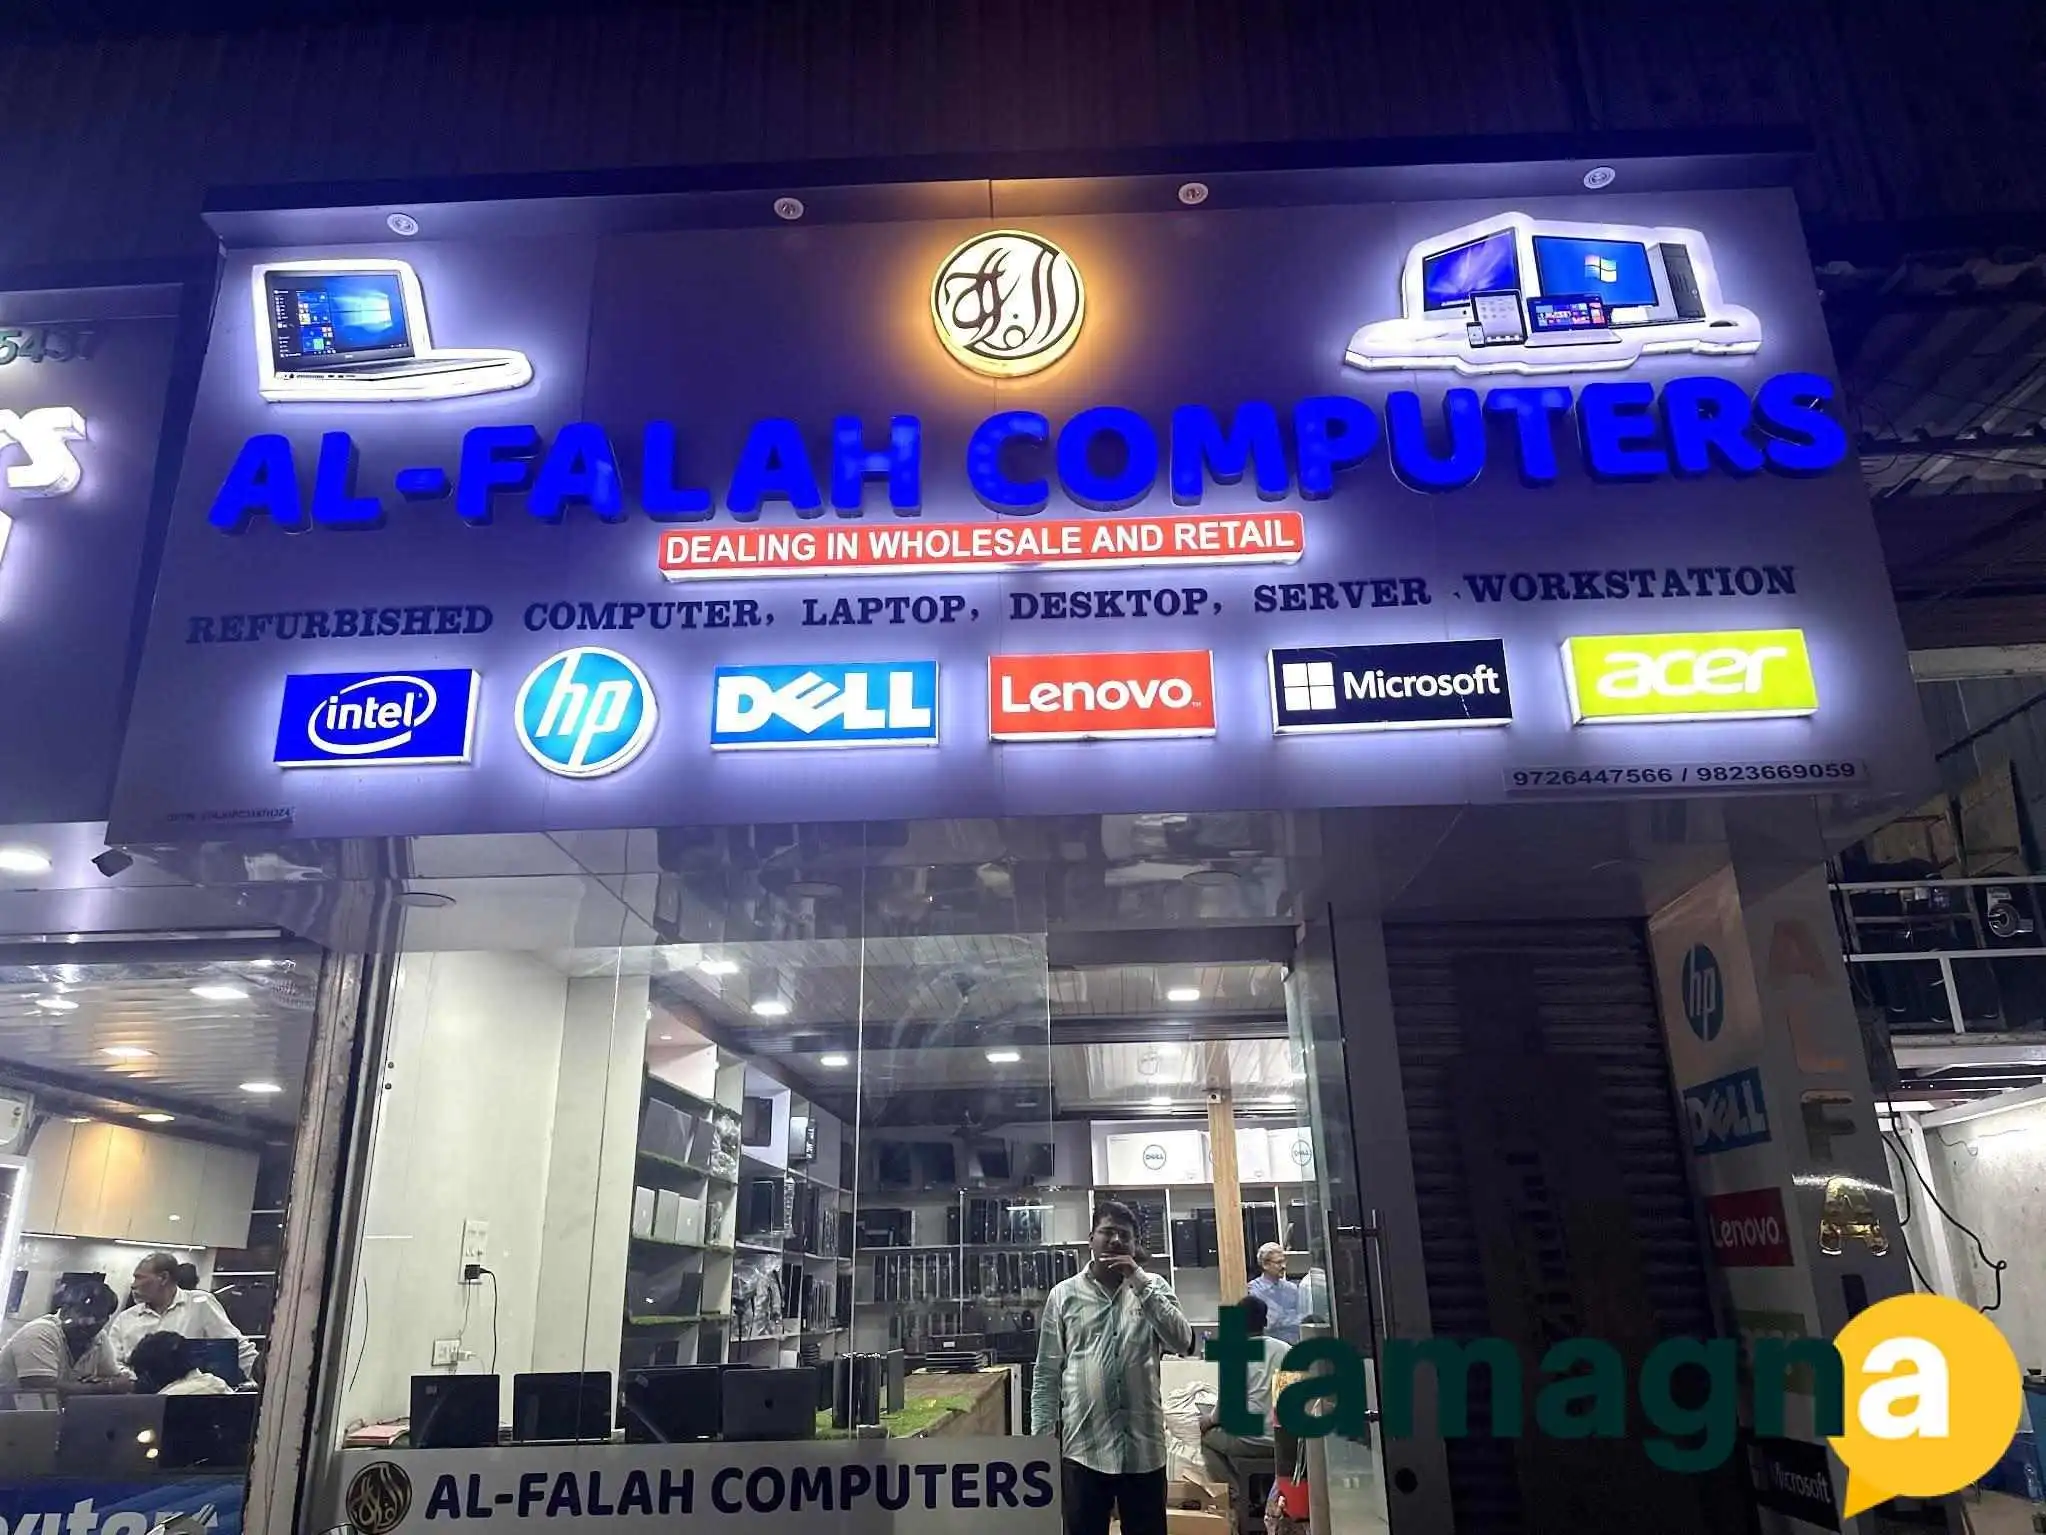 AL-FALAH COMPUTERS
DEALING IN WHOLESALE AND RETAIL
REFURBISHED COMPUTER, LAPTOP, DESKTOP, SERVER WORKSTATION
intel hp DELL Lenovo Microsoft acer
9726447566 / 9823669059
hp
DELL
Lenovo
Microsoft
DELL
AL-FALAH COMPUTERS
tamagna